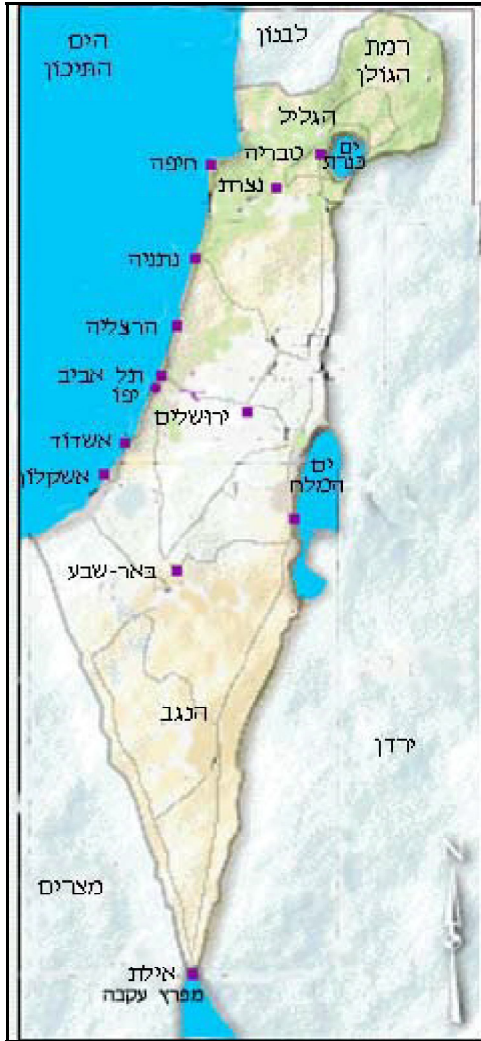 הים
התיכון
לבנון
רמת
הגולן
הגליל
טבריה
ים
כנרת
חיפה
נצרת
נתניה
הרצליה
תל אביב
יפו
ירושלים
אשדוד
אשקלון
ים
המלח
באר-שבע
הנגב
ירדן
מצרים
N
S
אילת
מפרץ עקבה